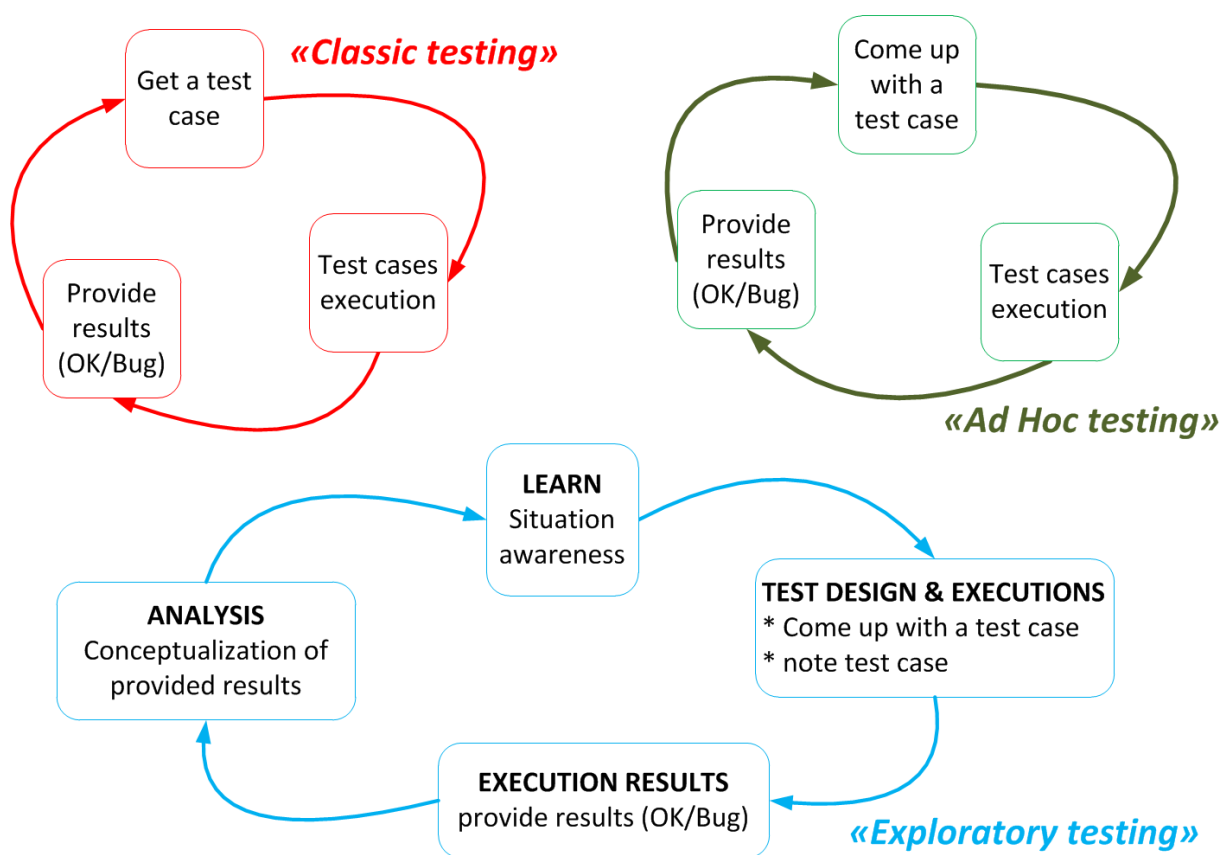 «Classic testing»
Get a test
case
Test cases
execution
Provide
results
(OK/Bug)
Come up
with a
test case
Test cases
execution
Provide
results
(OK/Bug)
«Ad Hoc testing»
LEARN
Situation
awareness
TEST DESIGN & EXECUTIONS
* Come up with a test case
* note test case
EXECUTION RESULTS
provide results (OK/Bug)
ANALYSIS
Conceptualization of
provided results
«Exploratory testing»